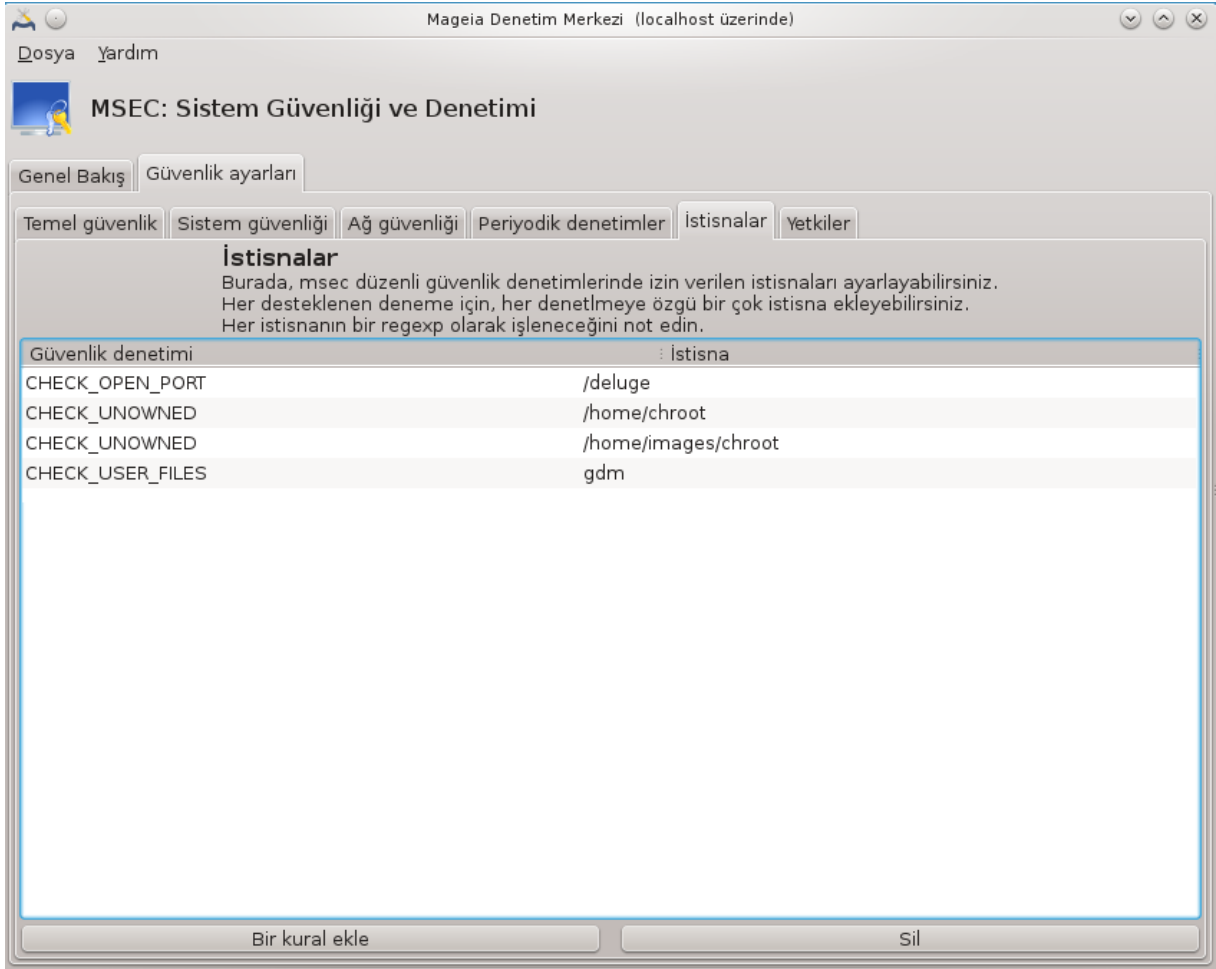 Mageia Denetim Merkezi (localhost üzerinde)
Dosya Yardım
MSEC: Sistem Güvenliği ve Denetimi
Genel Bakış Güvenlik ayarları
Temel güvenlik Sistem güvenliği Ağ güvenliği Periyodik denetimler İstisnalar Yetkiler
İstisnalar
Burada, msec düzenli güvenlik denetimlerinde izin verilen istisnaları ayarlayabilirsiniz.
Her desteklenen deneme için, her denetlmeye özgü bir çok istisna ekleyebilirsiniz.
Her istisnanın bir regexp olarak işleneceğini not edin.
Güvenlik denetimi İstisna
CHECK_OPEN_PORT /deluge
CHECK_UNOWNED /home/chroot
CHECK_UNOWNED /home/images/chroot
CHECK_USER_FILES gdm
Bir kural ekle Sil